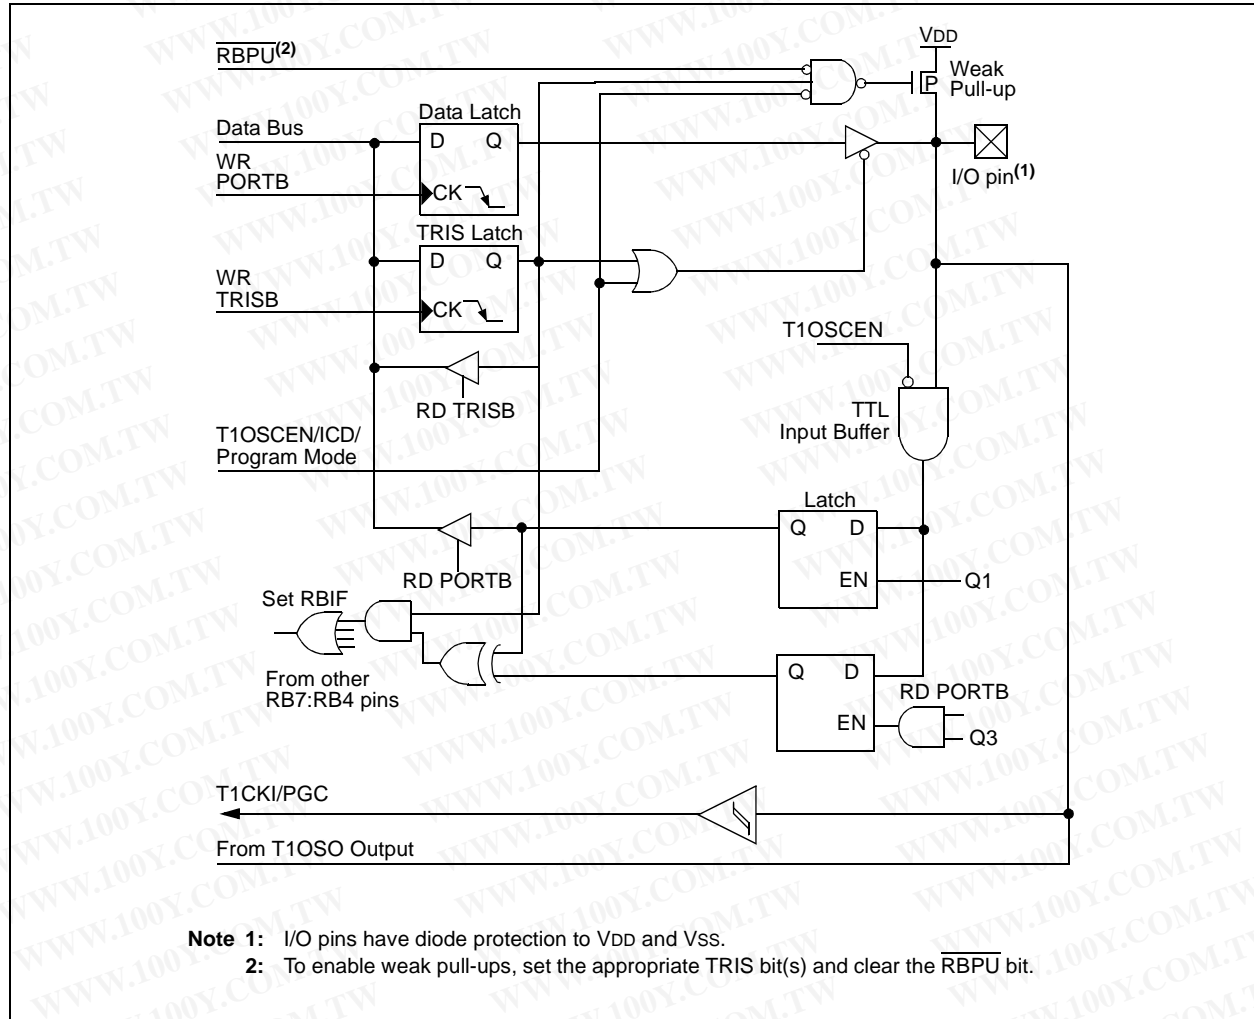 RBPU(2)
VDD
Weak
Pull-up
P
Data Latch
Data Bus
D Q
WR
PORTB
CK
I/O pin(1)
TRIS Latch
D Q
WR
TRISB
CK
T1OSCEN
RD TRISB
TTL
Input Buffer
T1OSCEN/ICD/
Program Mode
Latch
Q D
EN
Q1
RD PORTB
Set RBIF
From other
RB7:RB4 pins
Q D
RD PORTB
EN
Q3
T1CKI/PGC
From T1OSO Output
Note 1: I/O pins have diode protection to VDD and VSS.
2: To enable weak pull-ups, set the appropriate TRIS bit(s) and clear the RBPU bit.
WWW.100Y.COM.TW